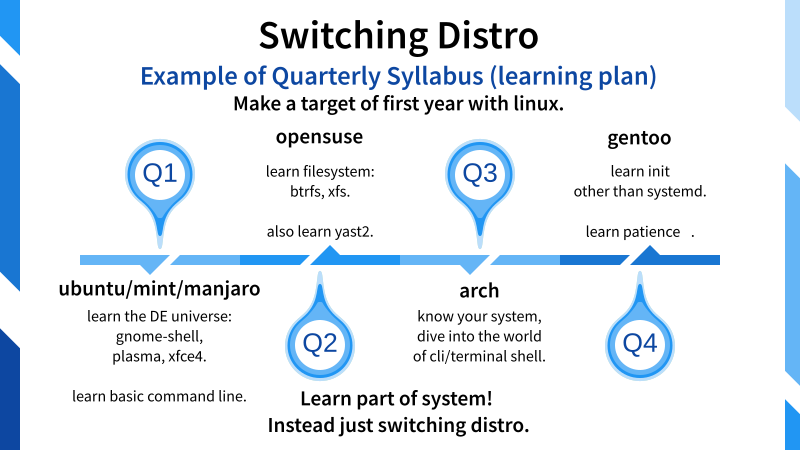 Switching Distro
Example of Quarterly Syllabus (learning plan)
Make a target of first year with linux.
Q1
ubuntu/mint/manjaro
learn the DE universe:
gnome-shell,
plasma, xfce4.
learn basic command line.
opensuse
learn filesystem:
btrfs, xfs.
also learn yast2.
Q2
Q3
arch
know your system,
dive into the world
of cli/terminal shell.
gentoo
learn init
other than systemd.
learn patience .
Q4
Learn part of system!
Instead just switching distro.